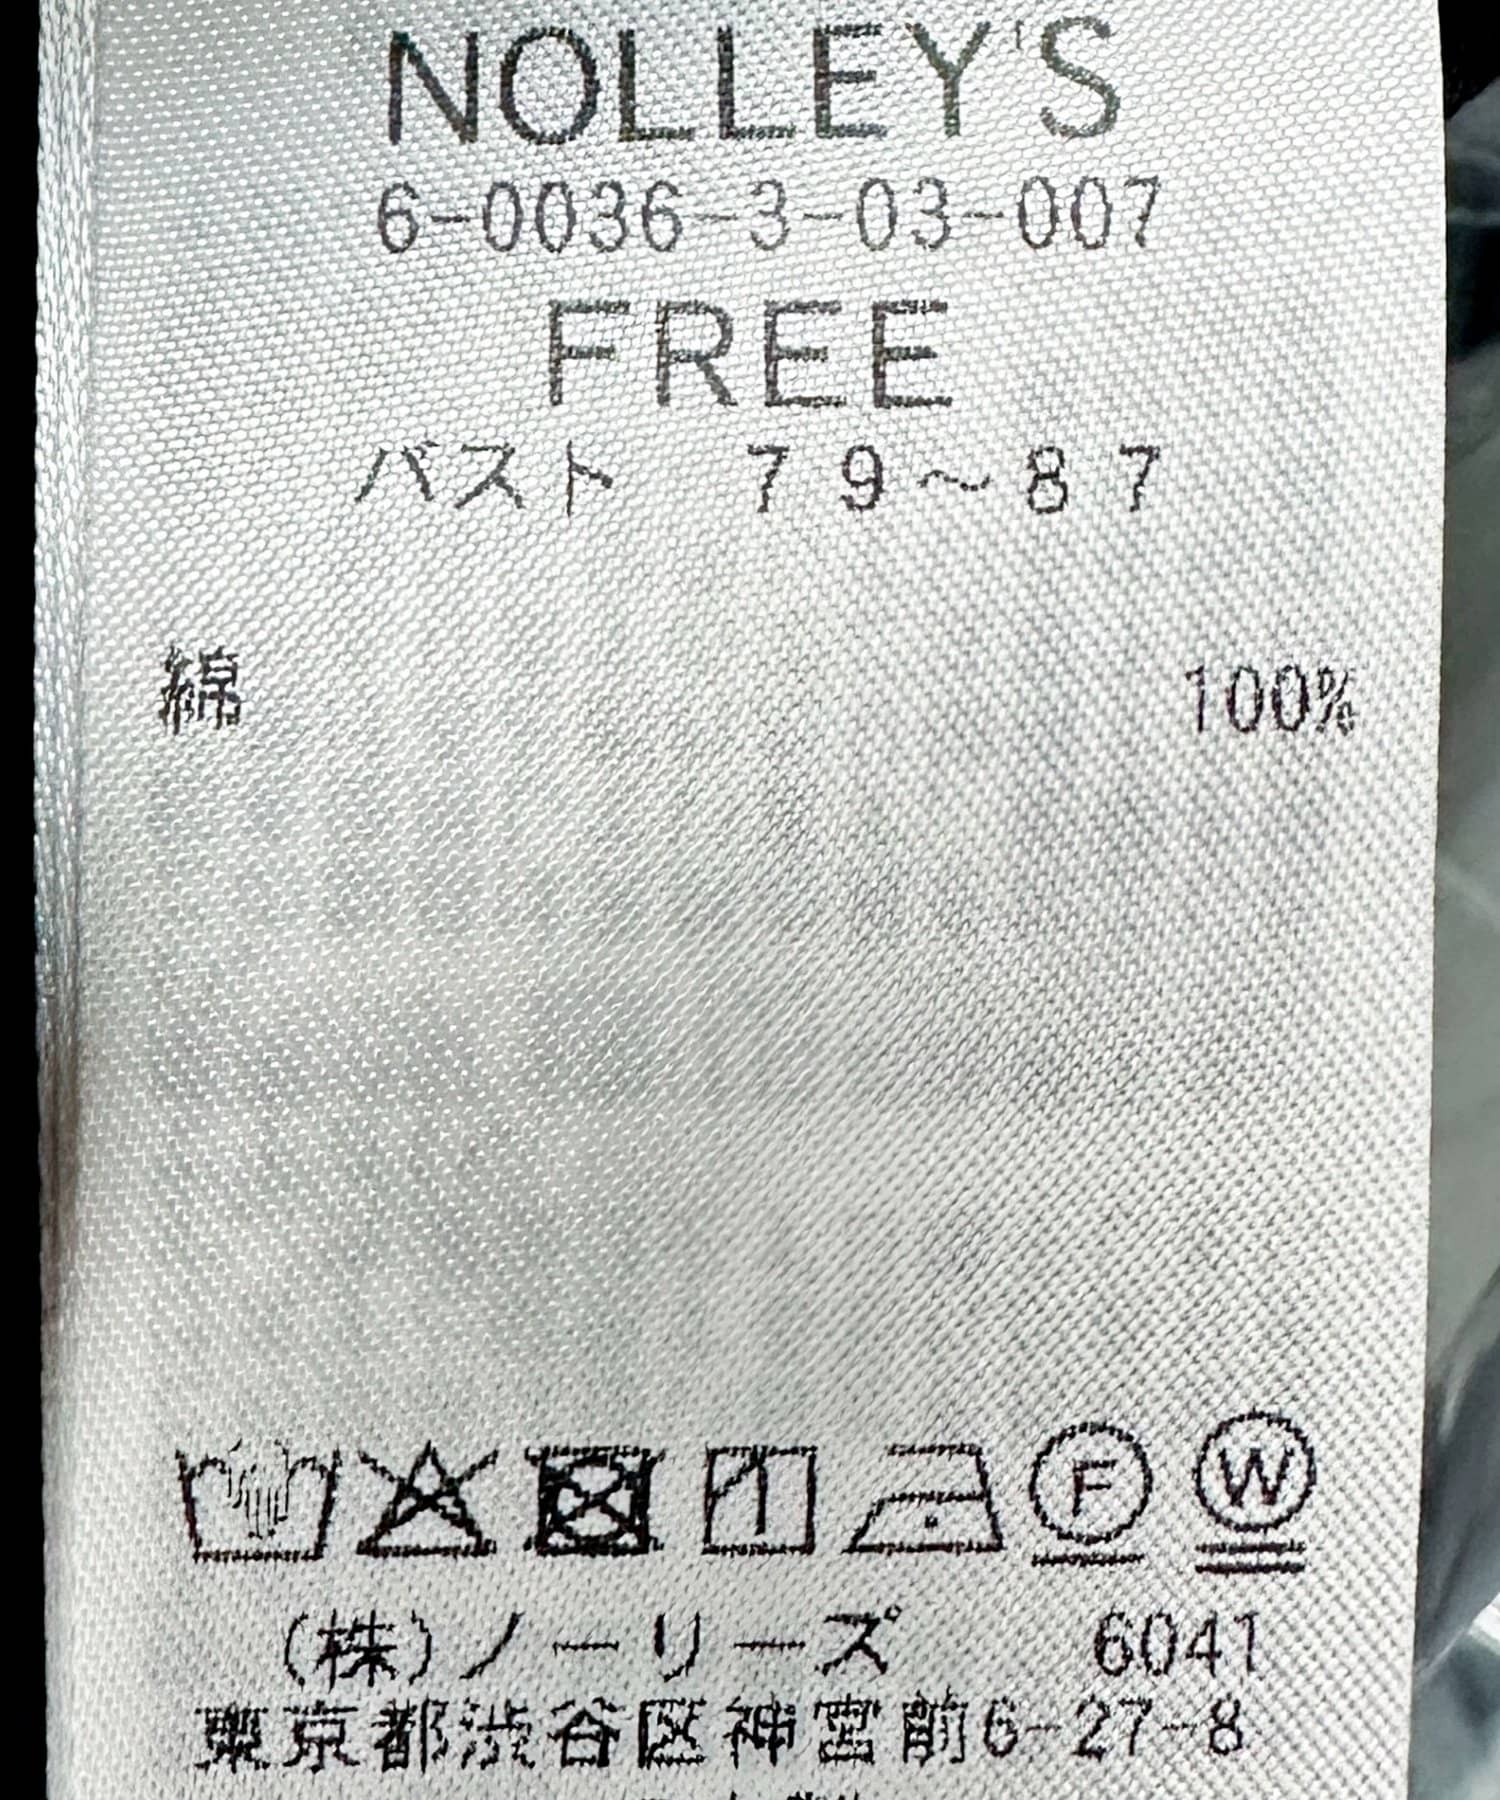 NOLLEY'S
6-0036-3-03-007
FREE
バスト　７９～８７
綿 100%
F W
(株)ノーリーズ 6041
東京都渋谷区神宮前6-27-8